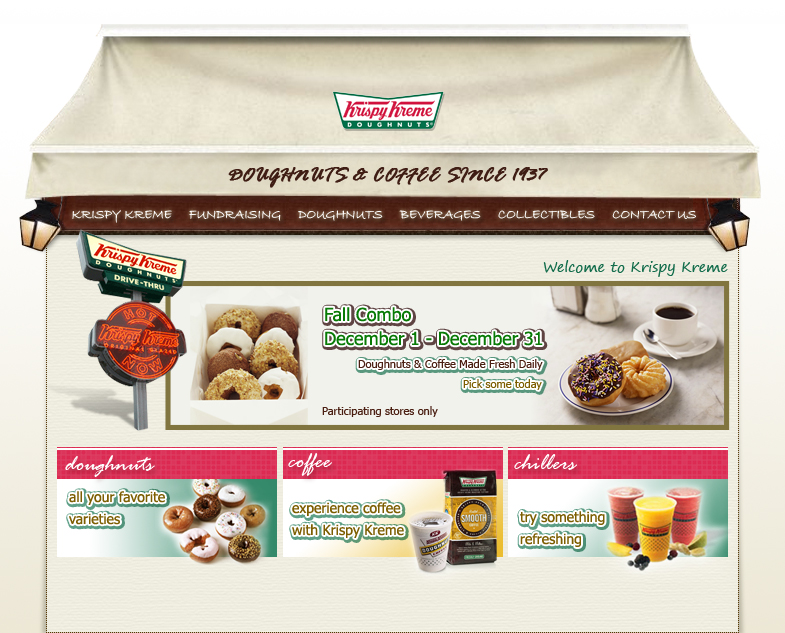 Krispy Kreme
DOUGHNUTS
DOUGHNUTS & COFFEE SINCE 1937
KRISPY KREME FUNDRAISING DOUGHNUTS BEVERAGES COLLECTIBLES CONTACT US
Krispy Kreme
DOUGHNUTS
DRIVE-THRU
HOT
Krispy Kreme
ORIGINAL GLAZED
NOW
Welcome to Krispy Kreme
Fall Combo
December 1 - December 31
Doughnuts & Coffee Made Fresh Daily
Pick some today
Participating stores only
doughnuts
all your favorite
varieties
coffee
experience coffee
with Krispy Kreme
SMOOTH
chillers
try something
refreshing